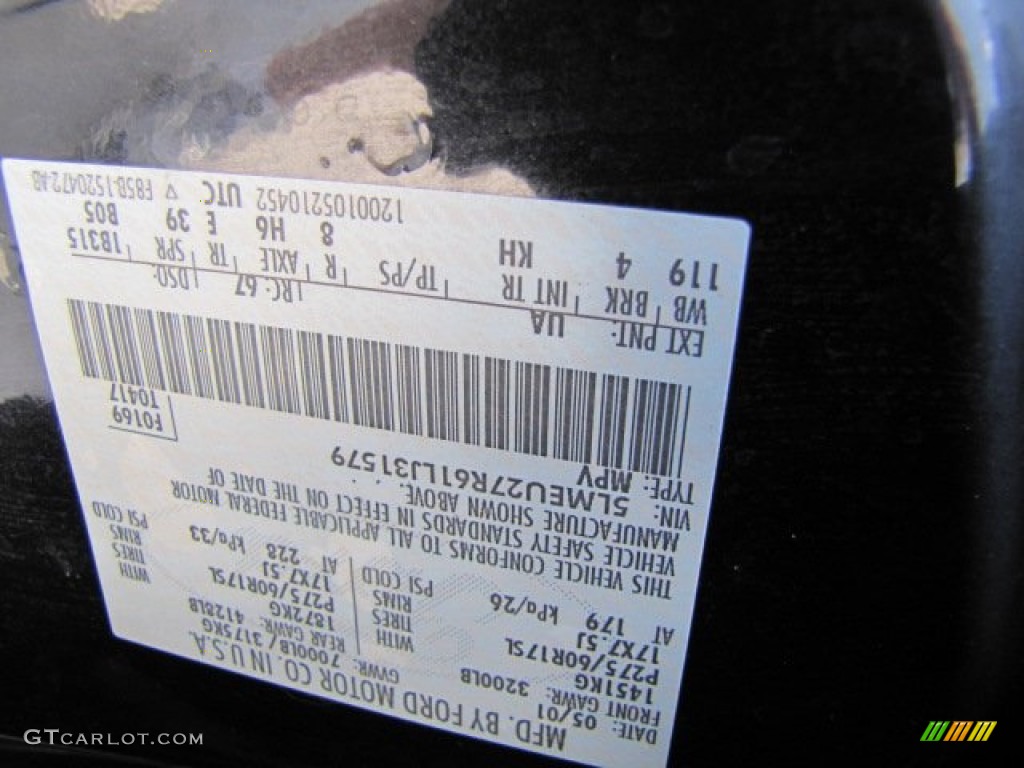 MFD. BY FORD MOTOR CO. IN U.S.A.
DATE: 05/01 GVWR: 7000LB/3175KG
FRONT GAWR: 3200LB REAR GAWR: 4128LB
1451KG 1872KG
P275/60R17SL WITH TIRES P275/60R17SL WITH TIRES
17X7.5J RIMS 17X7.5J RIMS
AT 179 kPa/26 PSI COLD AT 228 kPa/33 PSI COLD
THIS VEHICLE CONFORMS TO ALL APPLICABLE FEDERAL MOTOR
VEHICLE SAFETY STANDARDS IN EFFECT ON THE DATE OF
MANUFACTURE SHOWN ABOVE.
VIN: 5LMEU27R61LJ31579
TYPE: MPV
F0169
T0417
EXT PNT: UA LRC: 67 DSO:
WB BRK INT TR TP/PS R AXLE TR SPR 1B315
119 4 KH 8 H6 E 39 B05
1200105210452 UTC ▽ F85B-1520472-AB
GTCARLOT.COM